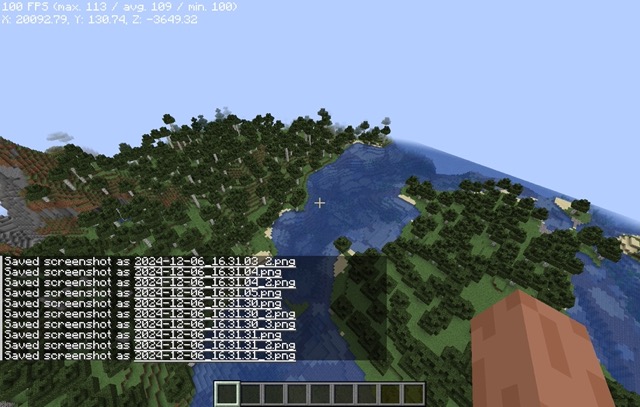 100 FPS (max. 113 / avg. 109 / min. 100)
X: 20092.79, Y: 130.74, Z: -3649.32
Saved screenshot as 2024-12-06_16.31.03_2.png
Saved screenshot as 2024-12-06_16.31.04.png
Saved screenshot as 2024-12-06_16.31.04_2.png
Saved screenshot as 2024-12-06_16.31.05.png
Saved screenshot as 2024-12-06_16.31.30.png
Saved screenshot as 2024-12-06_16.31.30_2.png
Saved screenshot as 2024-12-06_16.31.30_3.png
Saved screenshot as 2024-12-06_16.31.31.png
Saved screenshot as 2024-12-06_16.31.31_2.png
Saved screenshot as 2024-12-06_16.31.31_3.png